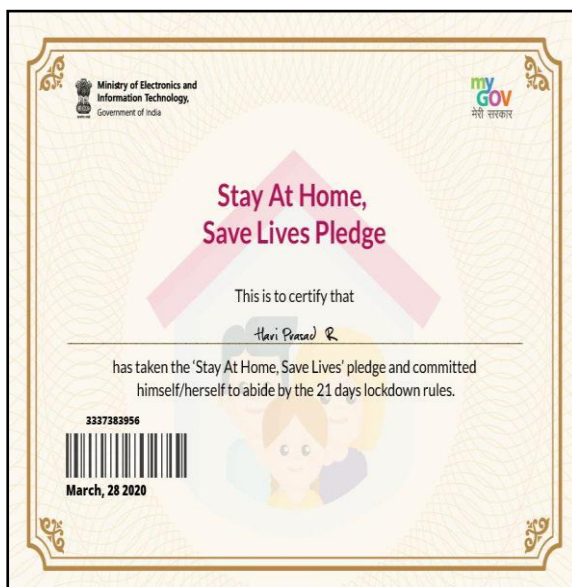 Ministry of Electronics and
Information Technology,
Government of India
my
GOV
मेरी सरकार
Stay At Home,
Save Lives Pledge
This is to certify that
Hari Prasad R
has taken the 'Stay At Home, Save Lives' pledge and committed
himself/herself to abide by the 21 days lockdown rules.
3337383956
March, 28 2020